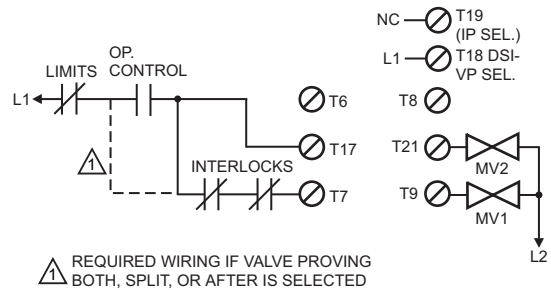 NC T19
(IP SEL.)
OP.
CONTROL
L1 T18 DSI-
VP SEL.
LIMITS
L1
T6
T8
1
T17
T21
MV2
INTERLOCKS
T7
T9
MV1
L2
1 REQUIRED WIRING IF VALVE PROVING
BOTH, SPLIT, OR AFTER IS SELECTED